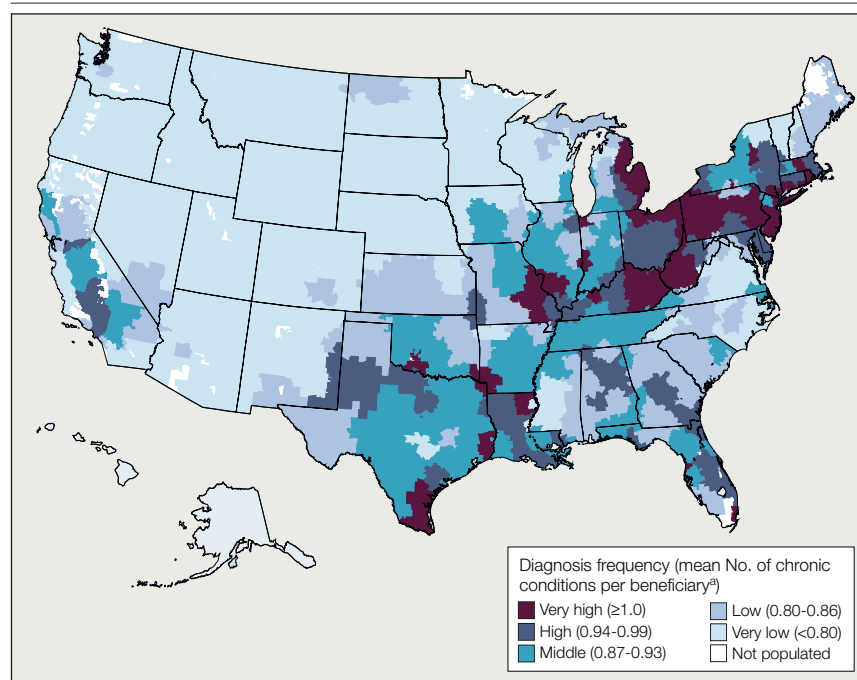 Diagnosis frequency (mean No. of chronic
conditions per beneficiaryᵃ)
Very high (≥1.0)
High (0.94-0.99)
Middle (0.87-0.93)
Low (0.80-0.86)
Very low (<0.80)
Not populated